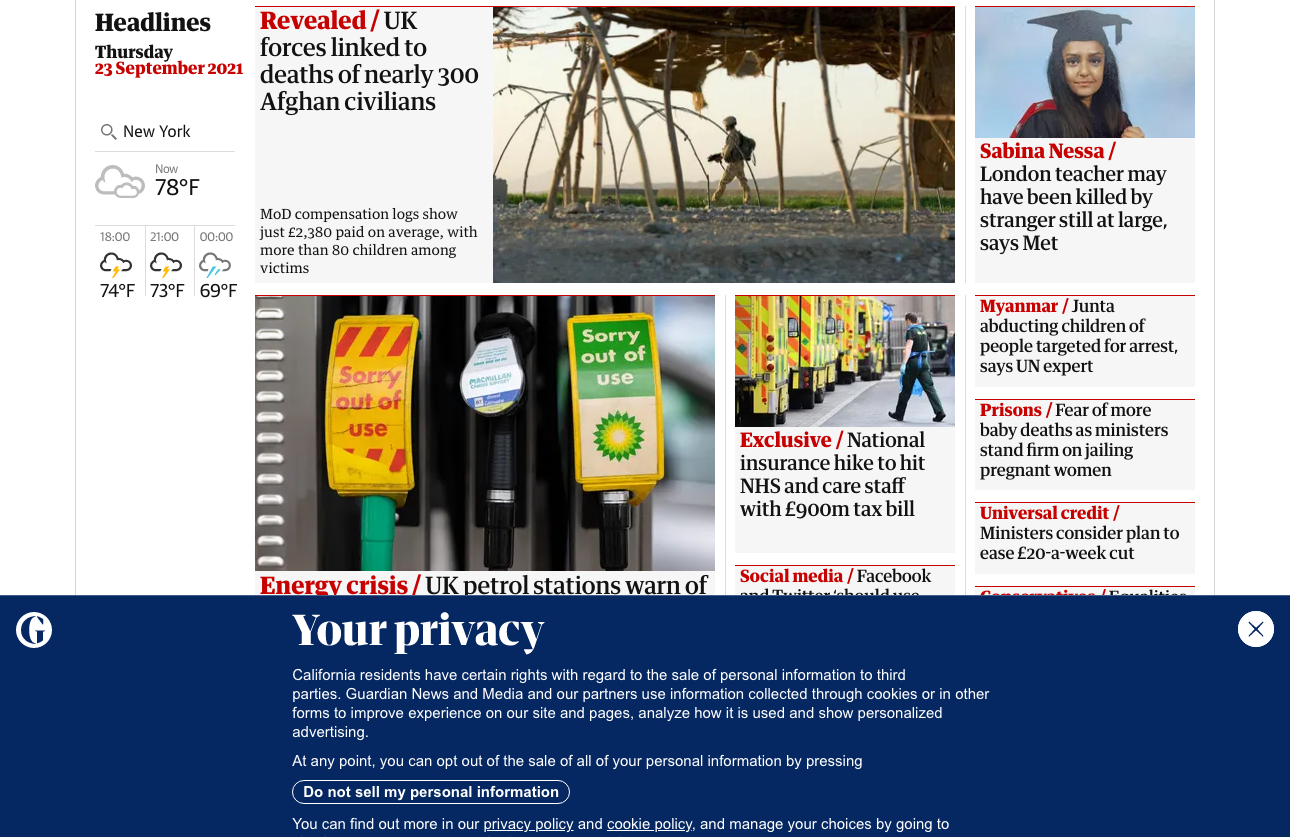 Headlines
Thursday
23 September 2021
New York
Now
78°F
18:00
21:00
00:00
74°F
73°F
69°F
Revealed / UK
forces linked to
deaths of nearly 300
Afghan civilians
MoD compensation logs show
just £2,380 paid on average, with
more than 80 children among
victims
Sabina Nessa /
London teacher may
have been killed by
stranger still at large,
says Met
Sorry
out of
use
MACMILLAN
CANCER SUPPORT
Sorry
out of
use
Energy crisis / UK petrol stations warn of
Exclusive / National
insurance hike to hit
NHS and care staff
with £900m tax bill
Social media / Facebook
and Twitter ‘should use
Myanmar / Junta
abducting children of
people targeted for arrest,
says UN expert
Prisons / Fear of more
baby deaths as ministers
stand firm on jailing
pregnant women
Universal credit /
Ministers consider plan to
ease £20-a-week cut
Conservatives / Equalities
G
Your privacy
California residents have certain rights with regard to the sale of personal information to third
parties. Guardian News and Media and our partners use information collected through cookies or in other
forms to improve experience on our site and pages, analyze how it is used and show personalized
advertising.
At any point, you can opt out of the sale of all of your personal information by pressing
Do not sell my personal information
You can find out more in our privacy policy and cookie policy, and manage your choices by going to